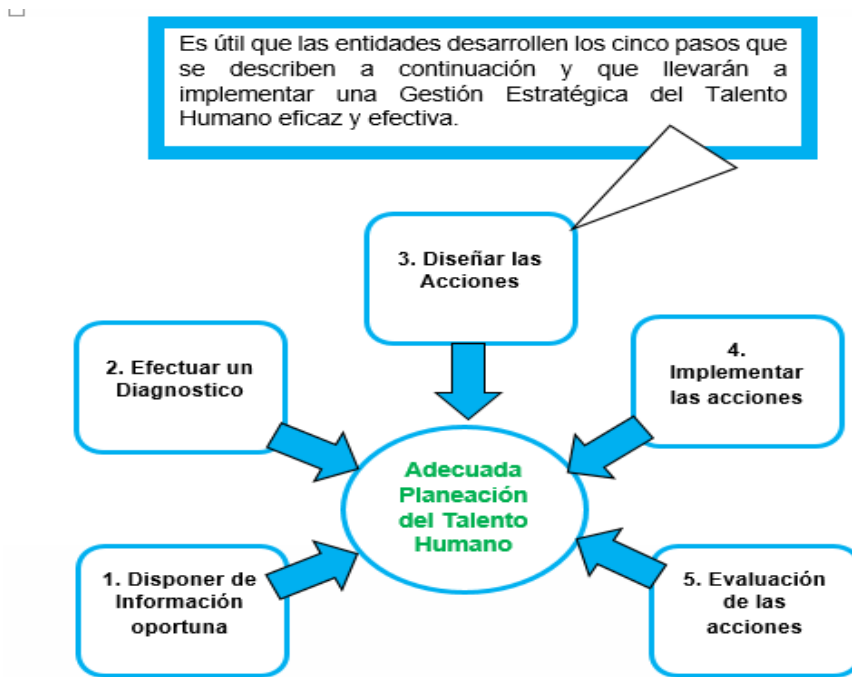 Es útil que las entidades desarrollen los cinco pasos que
se describen a continuación y que llevarán a
implementar una Gestión Estratégica del Talento
Humano eficaz y efectiva.
3. Diseñar las
Acciones
2. Efectuar un
Diagnostico
4.
Implementar
las acciones
Adecuada
Planeación
del Talento
Humano
1. Disponer de
Información
oportuna
5. Evaluación
de las
acciones